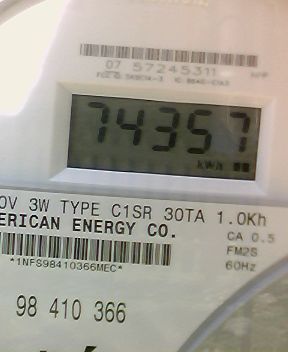 07 57245311
74357
kWh
0V 3W TYPE C1SR 30TA 1.0Kh
ERICAN ENERGY CO.
CA 0.5
FM2S
*1NFS98410366MEC*
60Hz
98 410 366